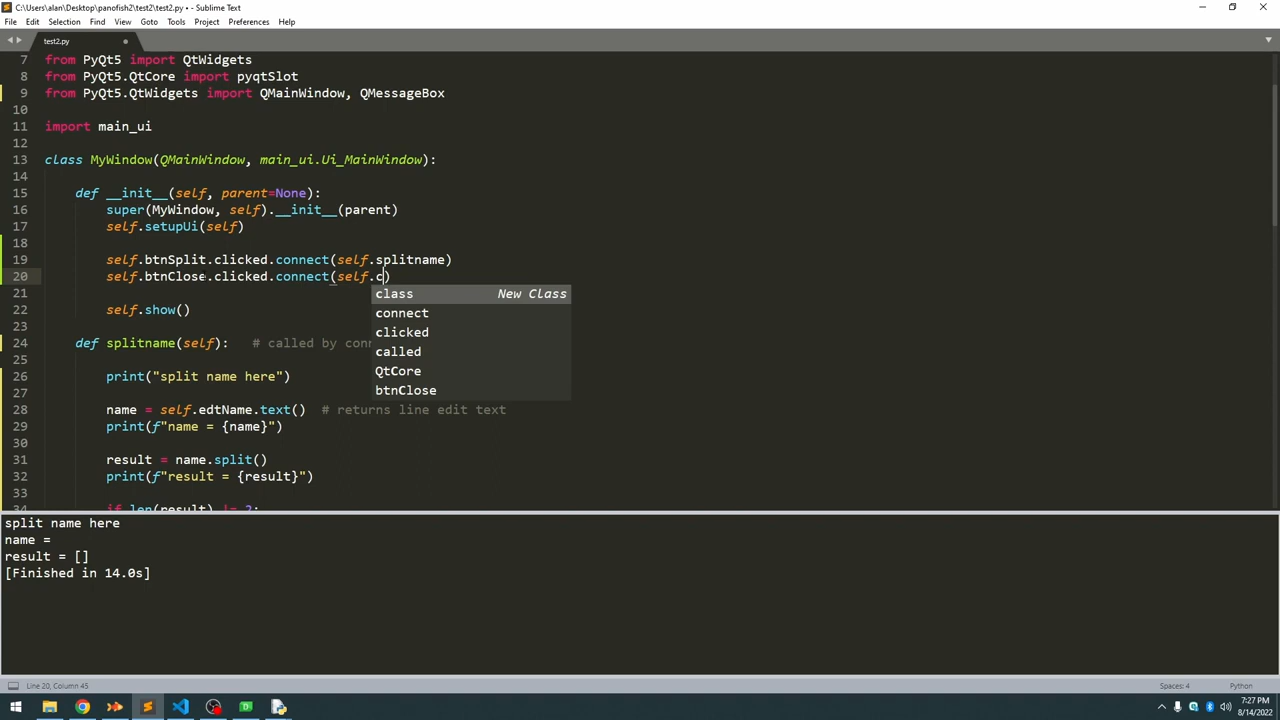 C:\Users\alan\Desktop\panofish2\test2\test2.py • - Sublime Text
File Edit Selection Find View Goto Tools Project Preferences Help
test2.py
7 from PyQt5 import QtWidgets
8 from PyQt5.QtCore import pyqtSlot
9 from PyQt5.QtWidgets import QMainWindow, QMessageBox
10
11 import main_ui
12
13 class MyWindow(QMainWindow, main_ui.Ui_MainWindow):
14
15 def __init__(self, parent=None):
16 super(MyWindow, self).__init__(parent)
17 self.setupUi(self)
18
19 self.btnSplit.clicked.connect(self.splitname)
20 self.btnClose.clicked.connect(self.c)
21
class New Class
22 self.show()
connect
23
clicked
24 def splitname(self): # called by con
called
25
QtCore
26 print("split name here")
btnClose
27
28 name = self.edtName.text() # returns line edit text
29 print(f"name = {name}")
30
31 result = name.split()
32 print(f"result = {result}")
33
34 if len(result) != 2:
split name here
name =
result = []
[Finished in 14.0s]
Line 20, Column 45
Spaces: 4
Python
7:27 PM
8/14/2022